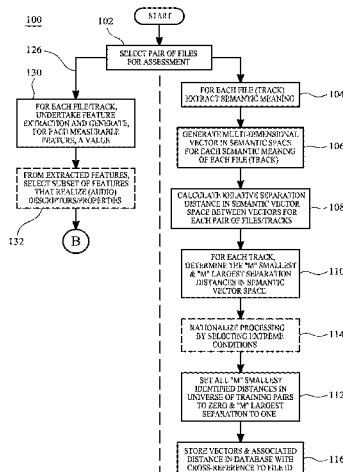 100
START
102
SELECT PAIR OF FILES
FOR ASSESSMENT
126
130
FOR EACH FILE/TRACK,
UNDERTAKE FEATURE
EXTRACTION AND GENERATE,
FOR EACH MEASURABLE
FEATURE, A VALUE
FROM EXTRACTED FEATURES,
SELECT SUBSET OF FEATURES
THAT REALIZE (AUDIO)
DESCRIPTORS/PROPERTIES
132
B
FOR EACH FILE (TRACK)
EXTRACT SEMANTIC MEANING
104
GENERATE MULTI-DIMENSIONAL
VECTOR IN SEMANTIC SPACE
FOR EACH SEMANTIC MEANING
OF EACH FILE (TRACK)
106
CALCULATE RELATIVE SEPARATION
DISTANCE IN SEMANTIC VECTOR
SPACE BETWEEN VECTORS FOR
EACH PAIR OF FILES/TRACKS
108
FOR EACH TRACK,
DETERMINE THE "M" SMALLEST
& "M" LARGEST SEPARATION
DISTANCES IN SEMANTIC
VECTOR SPACE
110
RATIONALIZE PROCESSING
BY SELECTING EXTREME
CONDITIONS
114
SET ALL "M" SMALLEST
IDENTIFIED DISTANCES IN
UNIVERSE OF TRAINING PAIRS
TO ZERO & "M" LARGEST
SEPARATION TO ONE
112
STORE VECTORS & ASSOCIATED
DISTANCE IN DATABASE WITH
CROSS-REFERENCE TO FILE ID
116